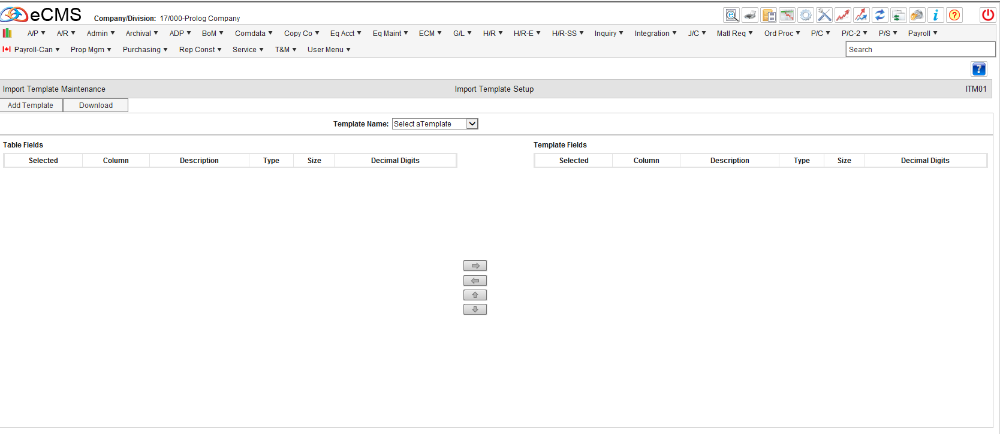 eCMS Company/Division: 17/000-Prolog Company
A/P A/R Admin Archival ADP BoM Comdata Copy Co Eq Acct Eq Maint ECM G/L H/R H/R-E H/R-SS Inquiry Integration J/C Matl Req Ord Proc P/C P/C-2 P/S Payroll
Payroll-Can Prop Mgm Purchasing Rep Const Service T&M User Menu Search
Import Template Maintenance Import Template Setup ITM01
Add Template Download
Template Name: Select aTemplate
Table Fields Template Fields
Selected Column Description Type Size Decimal Digits Selected Column Description Type Size Decimal Digits